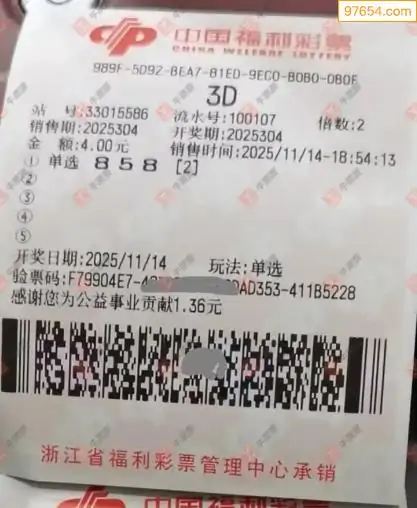 97654.com
中国福利彩票
CHINA WELFARE LOTTERY
989F-5D92-BEA7-81ED-9EC0-B0B0-0B0F
3D
站 号:33015586 流水号:100107 倍数:2
销售期:2025304 开奖期:2025304
金 额:4.00元 销售时间:2025/11/14-18:54:13
① 单选 8 5 8 [2]
②
③
④
⑤
开奖日期:2025/11/14 玩法:单选
验票码:F79904E7- DAD353-411B5228
感谢您为公益事业贡献1.36元
浙江省福利彩票管理中心承销
中国福利彩票